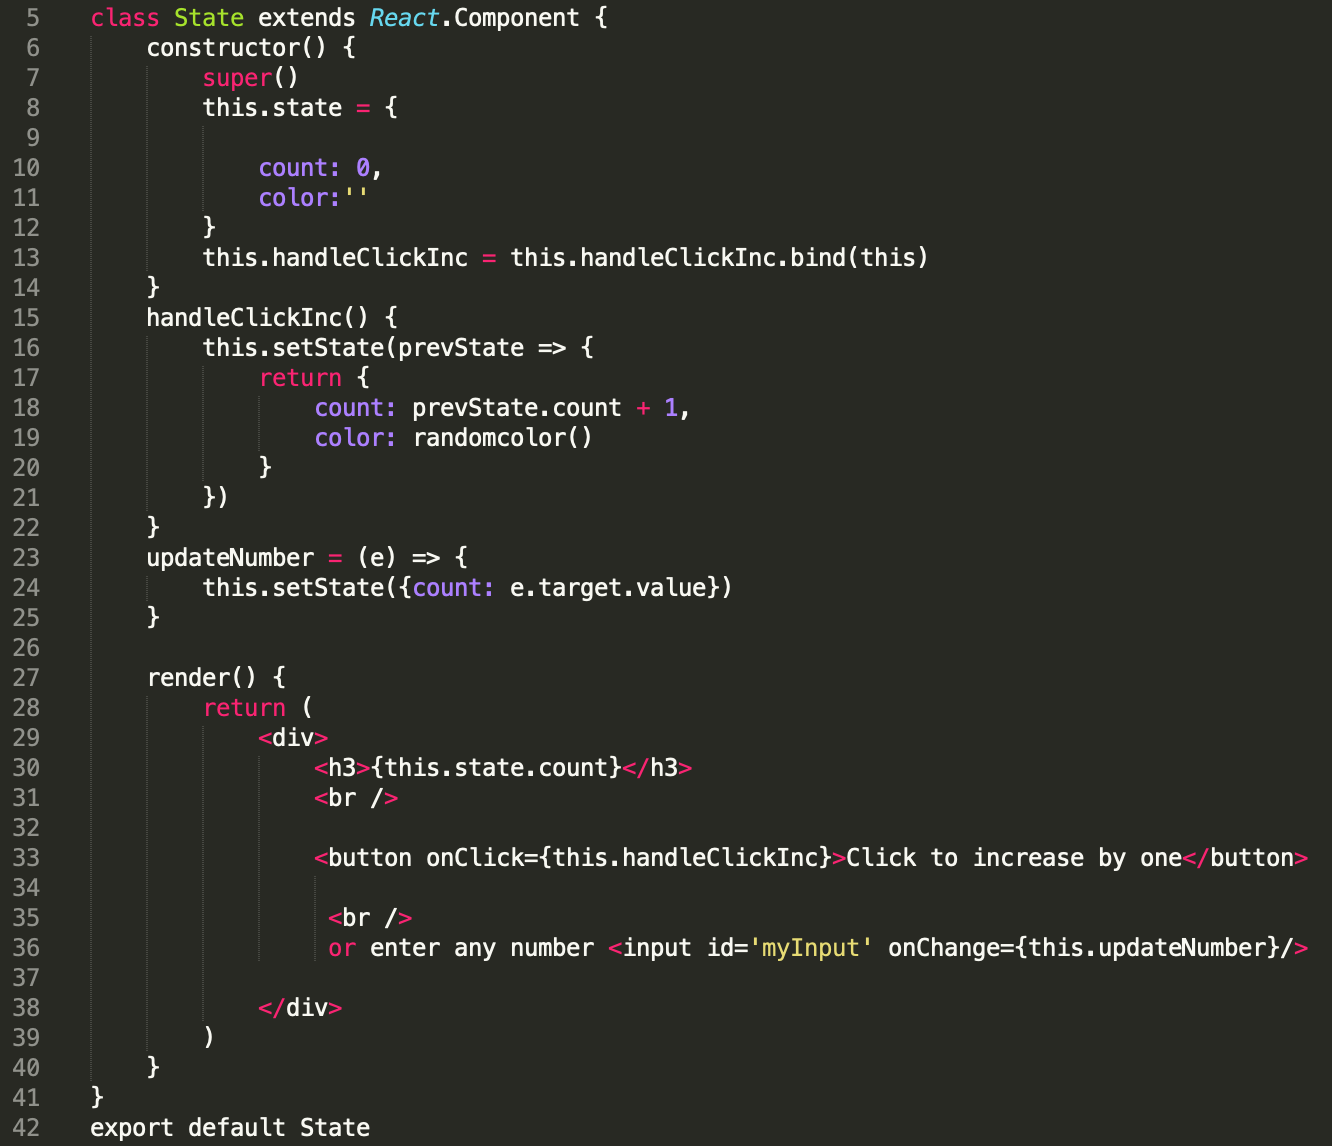 5 class State extends React.Component {
6 constructor() {
7 super()
8 this.state = {
9
10 count: 0,
11 color:''
12 }
13 this.handleClickInc = this.handleClickInc.bind(this)
14 }
15 handleClickInc() {
16 this.setState(prevState => {
17 return {
18 count: prevState.count + 1,
19 color: randomcolor()
20 }
21 })
22 }
23 updateNumber = (e) => {
24 this.setState({count: e.target.value})
25 }
26
27 render() {
28 return (
29 <div>
30 <h3>{this.state.count}</h3>
31 <br />
32
33 <button onClick={this.handleClickInc}>Click to increase by one</button>
34
35 <br />
36 or enter any number <input id='myInput' onChange={this.updateNumber}/>
37
38 </div>
39 )
40 }
41 }
42 export default State